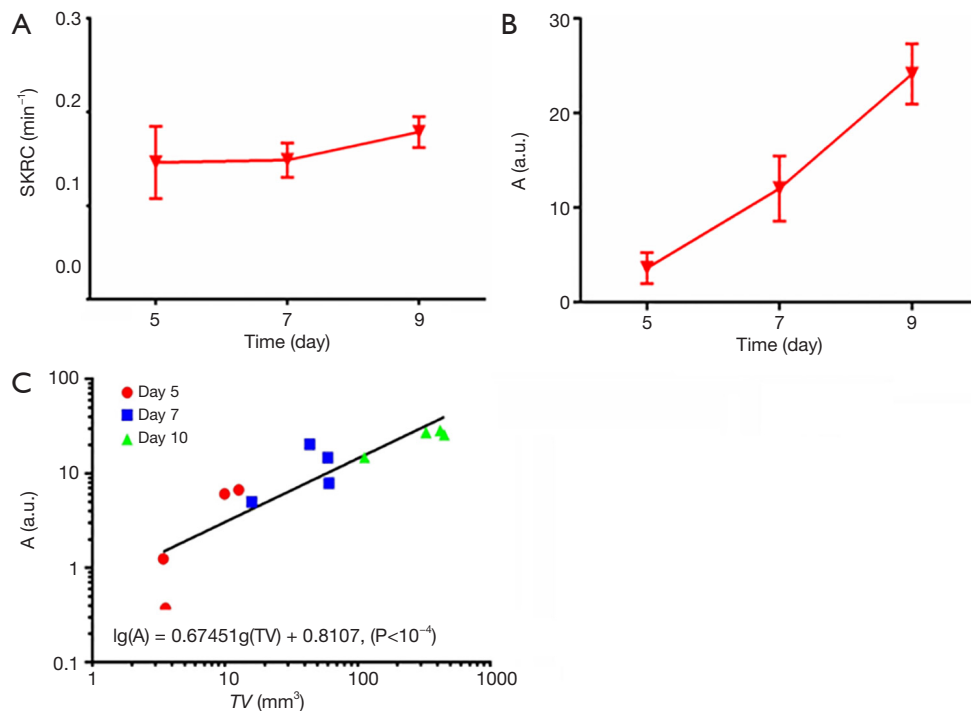 A
0.3
0.2
0.1
0.0
SKRC (min⁻¹)
5 7 9
Time (day)
B
30
20
10
0
A (a.u.)
5 7 9
Time (day)
C
100
10
1
0.1
A (a.u.)
Day 5
Day 7
Day 10
lg(A) = 0.67451g(TV) + 0.8107, (P<10⁻⁴)
1 10 100 1000
TV (mm³)